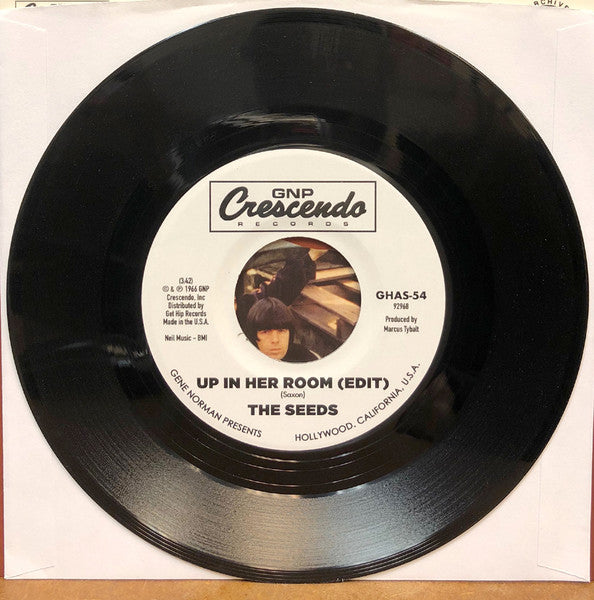 GNP
Crescendo
RECORDS
(3:42)
© & ℗ 1966 GNP
Crescendo, Inc
Distributed by
Get Hip Records
Made in the U.S.A.
Neil Music – BMI
GHAS-54
92968
Produced by
Marcus Tybalt
UP IN HER ROOM (EDIT)
(Saxon)
THE SEEDS
GENE NORMAN PRESENTS
HOLLYWOOD, CALIFORNIA, U.S.A.